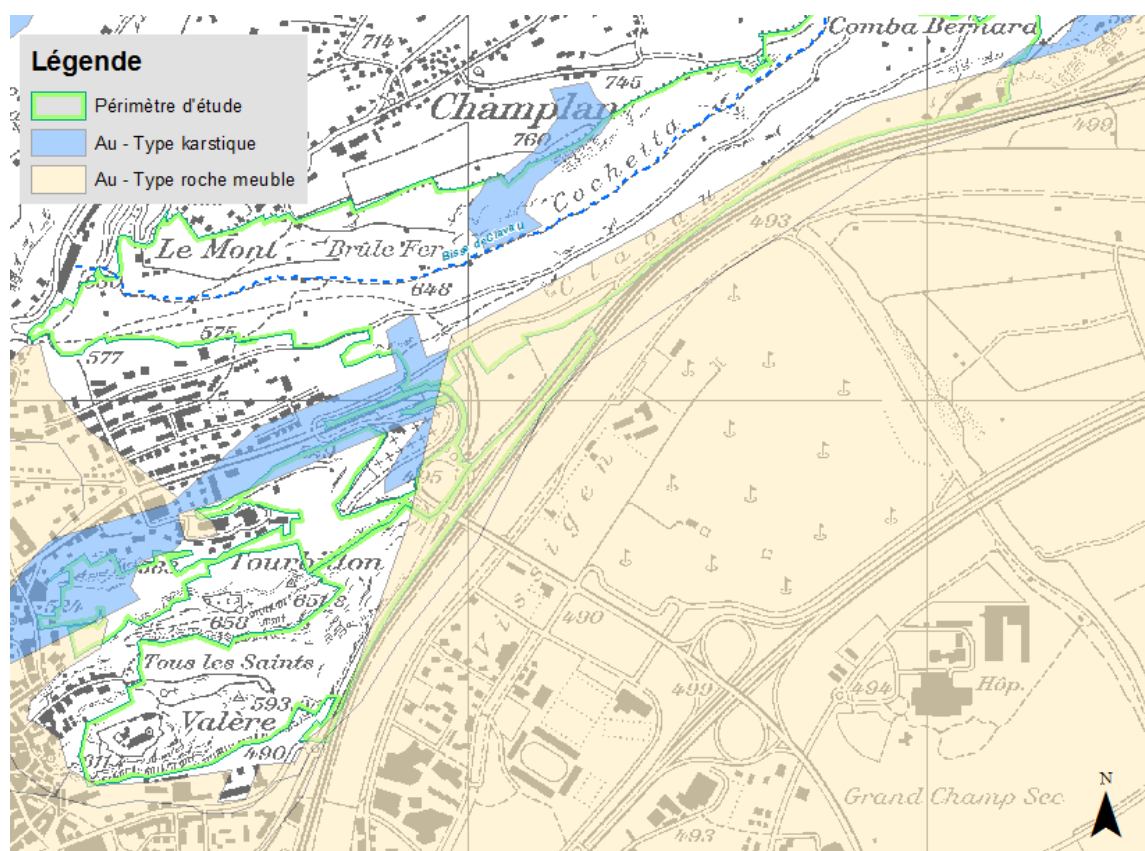 Légende
Périmètre d'étude
Au - Type karstique
Au - Type roche meuble
714
Comba Bernard
745
Champlan
760
499
Cochetta
493
Le Mont
Brûle Fer
Bisse de Clavau
Clavau
648
575
577
495
Tourbillon
658
490
Tous les Saints
499
593
Valère
494
Hôp.
490
Grand Champ Sec
493
N